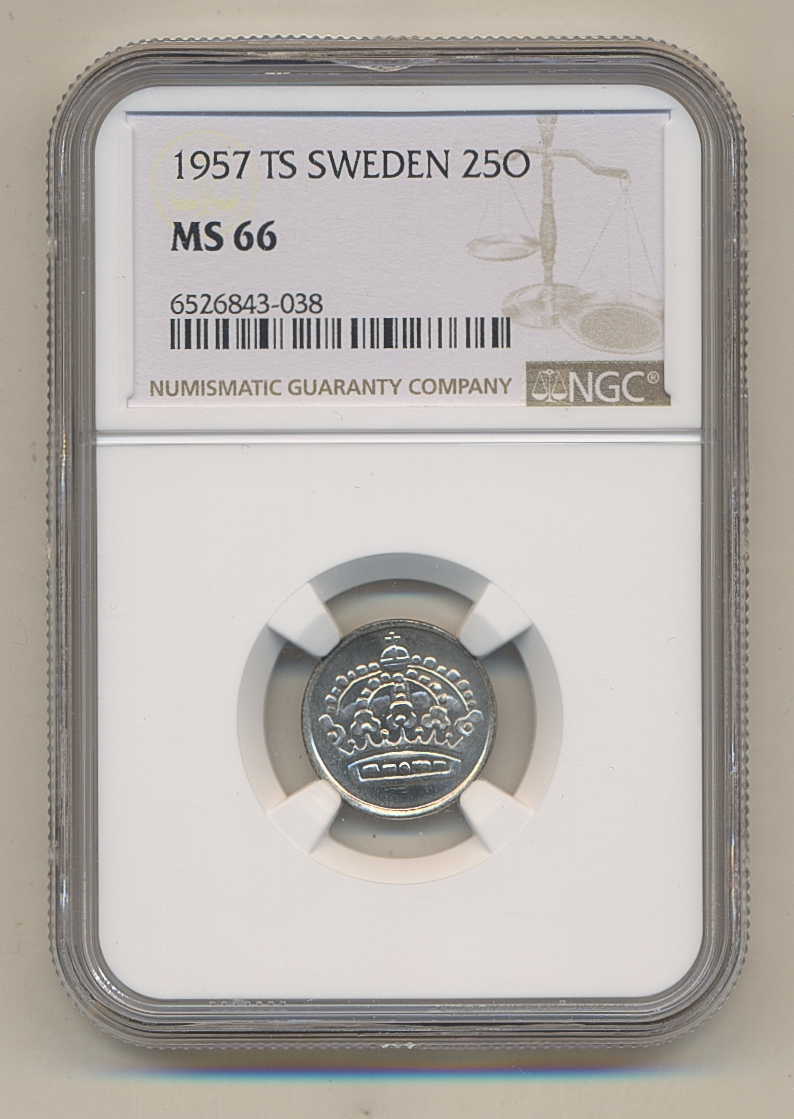 1957 TS SWEDEN 25O
MS 66
6526843-038
NUMISMATIC GUARANTY COMPANY NGC®